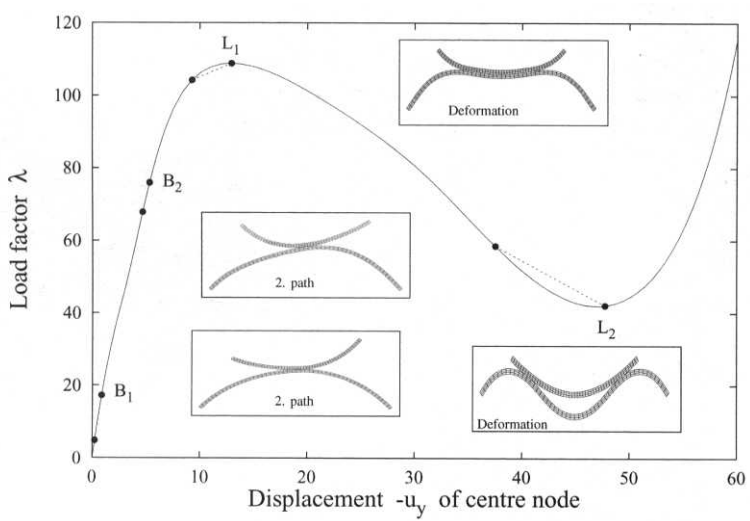 120
100
80
60
40
20
0
Load factor λ
L₁
B₂
B₁
L₂
Deformation
2. path
2. path
Deformation
0 10 20 30 40 50 60
Displacement -uᵧ of centre node